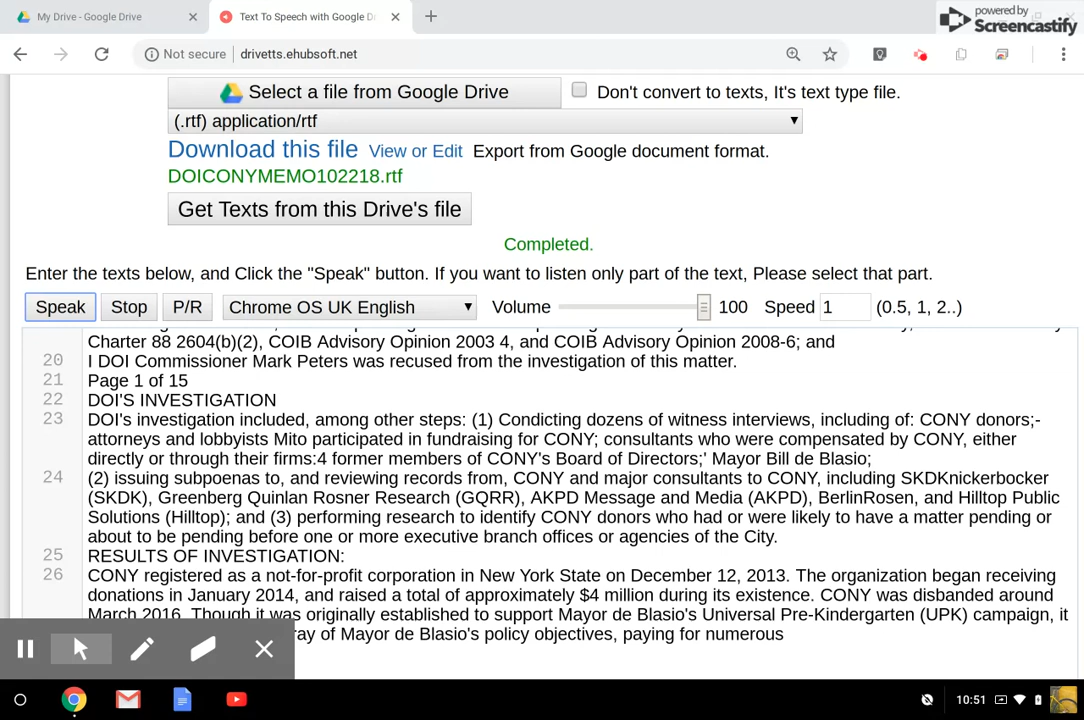 My Drive - Google Drive
Text To Speech with Google Dr
powered by
Screencastify
Not secure
drivetts.ehubsoft.net
Select a file from Google Drive
Don't convert to texts, It's text type file.
(.rtf) application/rtf
Download this file View or Edit Export from Google document format.
DOICONYMEMO102218.rtf
Get Texts from this Drive's file
Completed.
Enter the texts below, and Click the "Speak" button. If you want to listen only part of the text, Please select that part.
Speak Stop P/R Chrome OS UK English Volume 100 Speed 1 (0.5, 1, 2..)
Charter 88 2604(b)(2), COIB Advisory Opinion 2003 4, and COIB Advisory Opinion 2008-6; and
20 I DOI Commissioner Mark Peters was recused from the investigation of this matter.
21 Page 1 of 15
22 DOI'S INVESTIGATION
23 DOI's investigation included, among other steps: (1) Condicting dozens of witness interviews, including of: CONY donors;-
attorneys and lobbyists Mito participated in fundraising for CONY; consultants who were compensated by CONY, either
directly or through their firms:4 former members of CONY's Board of Directors;' Mayor Bill de Blasio;
24 (2) issuing subpoenas to, and reviewing records from, CONY and major consultants to CONY, including SKDKnickerbocker
(SKDK), Greenberg Quinlan Rosner Research (GQRR), AKPD Message and Media (AKPD), BerlinRosen, and Hilltop Public
Solutions (Hilltop); and (3) performing research to identify CONY donors who had or were likely to have a matter pending or
about to be pending before one or more executive branch offices or agencies of the City.
25 RESULTS OF INVESTIGATION:
26 CONY registered as a not-for-profit corporation in New York State on December 12, 2013. The organization began receiving
donations in January 2014, and raised a total of approximately $4 million during its existence. CONY was disbanded around
March 2016. Though it was originally established to support Mayor de Blasio's Universal Pre-Kindergarten (UPK) campaign, it
ray of Mayor de Blasio's policy objectives, paying for numerous
10:51